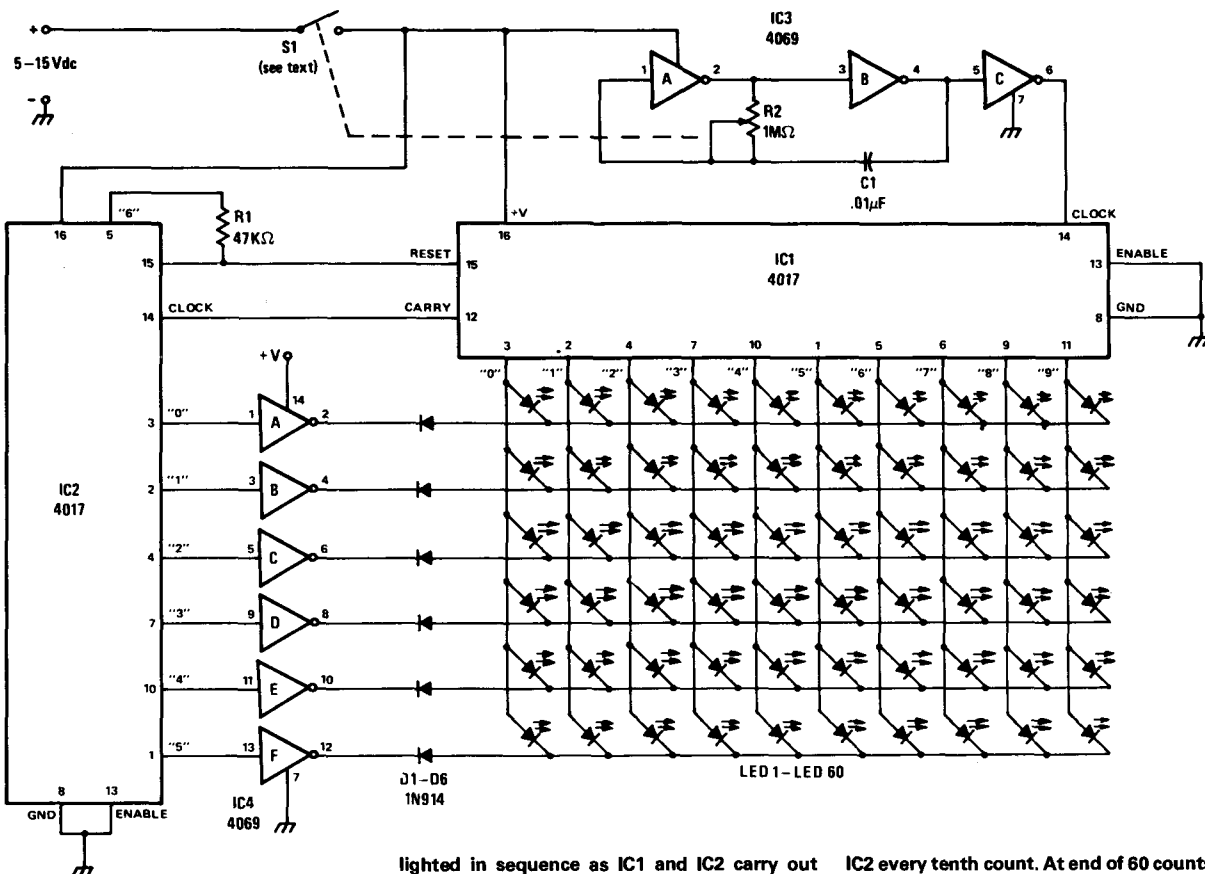 IC3
4069
+
S1
(see text)
5–15Vdc
-
1
A
2
3
B
4
5
C
6
7
R2
1MΩ
C1
.01µF
"6"
16
5
R1
47KΩ
+V
16
CLOCK
14
15
RESET
15
IC1
4017
13
ENABLE
14
CLOCK
CARRY
12
8
GND
3
2
4
7
10
1
5
6
9
11
"0"
"1"
"2"
"3"
"4"
"5"
"6"
"7"
"8"
"9"
+V
14
3
"0"
1
A
2
IC2
4017
2
"1"
3
B
4
4
"2"
5
C
6
7
"3"
9
D
8
10
"4"
11
E
10
1
"5"
13
F
12
7
8
13
GND
ENABLE
IC4
4069
D1–D6
1N914
LED 1–LED 60
lighted in sequence as IC1 and IC2 carry out
IC2 every tenth count. At end of 60 counts